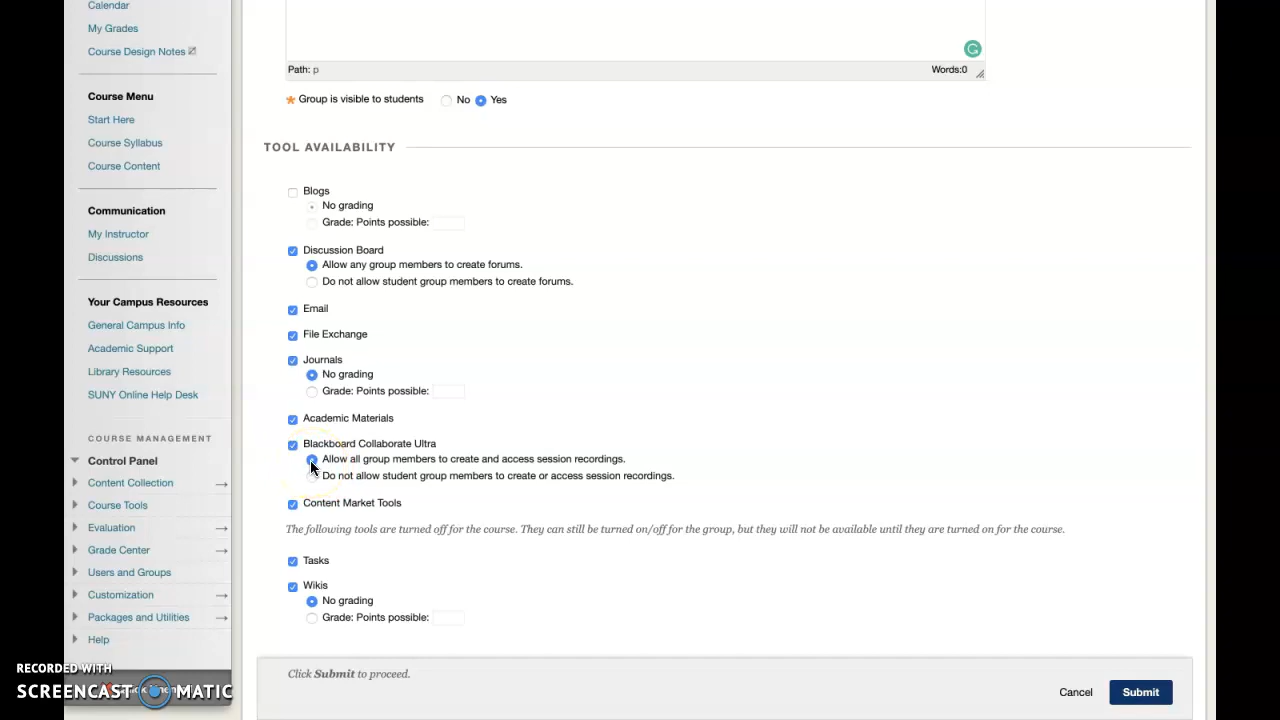 Calendar
My Grades
Course Design Notes
Course Menu
Start Here
Course Syllabus
Course Content
Communication
My Instructor
Discussions
Your Campus Resources
General Campus Info
Academic Support
Library Resources
SUNY Online Help Desk
COURSE MANAGEMENT
Control Panel
Content Collection
Course Tools
Evaluation
Grade Center
Users and Groups
Customization
Packages and Utilities
Help
RECORDED WITH
SCREENCAST MATIC
Path: p
Words:0
Group is visible to students No Yes
TOOL AVAILABILITY
Blogs
No grading
Grade: Points possible:
Discussion Board
Allow any group members to create forums.
Do not allow student group members to create forums.
Email
File Exchange
Journals
No grading
Grade: Points possible:
Academic Materials
Blackboard Collaborate Ultra
Allow all group members to create and access session recordings.
Do not allow student group members to create or access session recordings.
Content Market Tools
The following tools are turned off for the course. They can still be turned on/off for the group, but they will not be available until they are turned on for the course.
Tasks
Wikis
No grading
Grade: Points possible:
Click Submit to proceed.
Cancel Submit